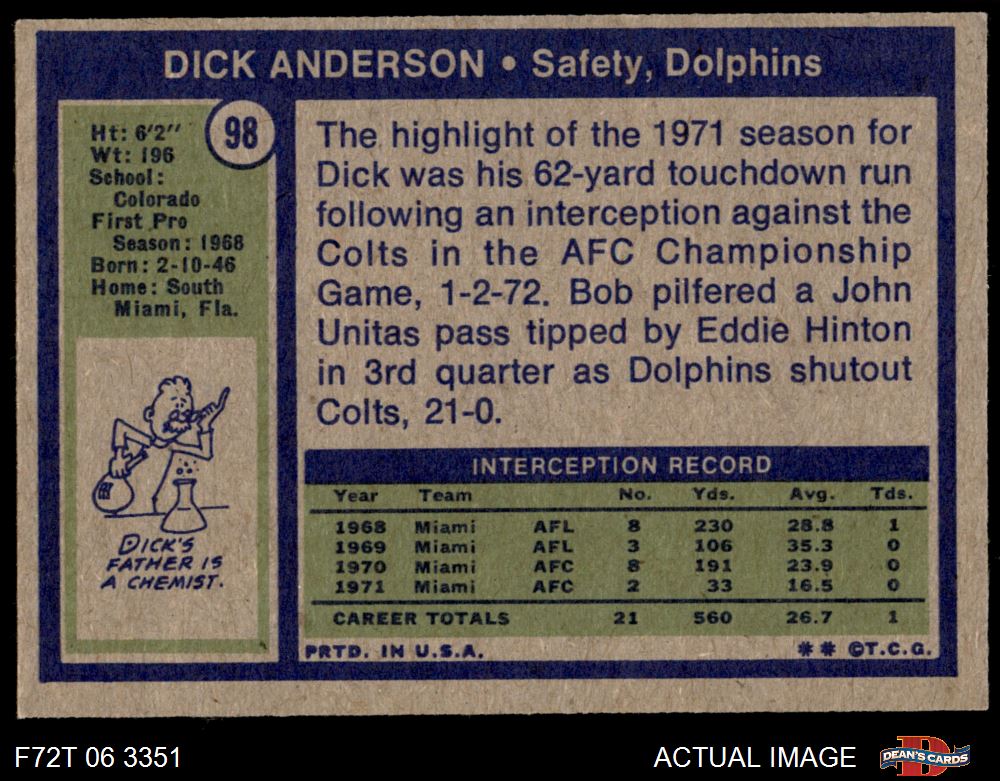 DICK ANDERSON • Safety, Dolphins
98
Ht: 6'2"
Wt: 196
School:
Colorado
First Pro
Season: 1968
Born: 2-10-46
Home: South
Miami, Fla.
DICK'S
FATHER IS
A CHEMIST.
The highlight of the 1971 season for
Dick was his 62-yard touchdown run
following an interception against the
Colts in the AFC Championship
Game, 1-2-72. Bob pilfered a John
Unitas pass tipped by Eddie Hinton
in 3rd quarter as Dolphins shutout
Colts, 21-0.
INTERCEPTION RECORD
Year Team No. Yds. Avg. Tds.
1968 Miami AFL 8 230 28.8 1
1969 Miami AFL 3 106 35.3 0
1970 Miami AFC 8 191 23.9 0
1971 Miami AFC 2 33 16.5 0
CAREER TOTALS 21 560 26.7 1
PRTD. IN U.S.A. ** ©T.C.G.
F72T 06 3351 ACTUAL IMAGE D DEAN'S CARDS